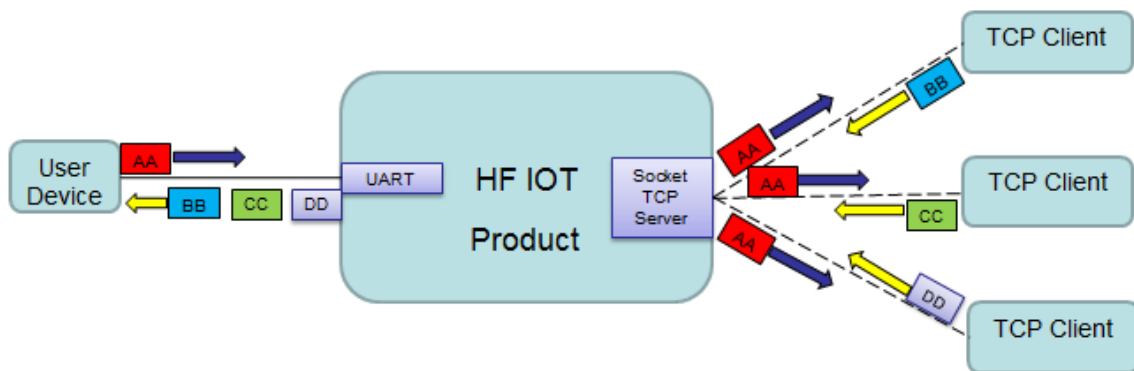 TCP Client
BB
AA
User
Device
AA
BB
CC
DD
UART
HF IOT
Product
Socket
TCP
Server
AA
TCP Client
CC
AA
DD
TCP Client